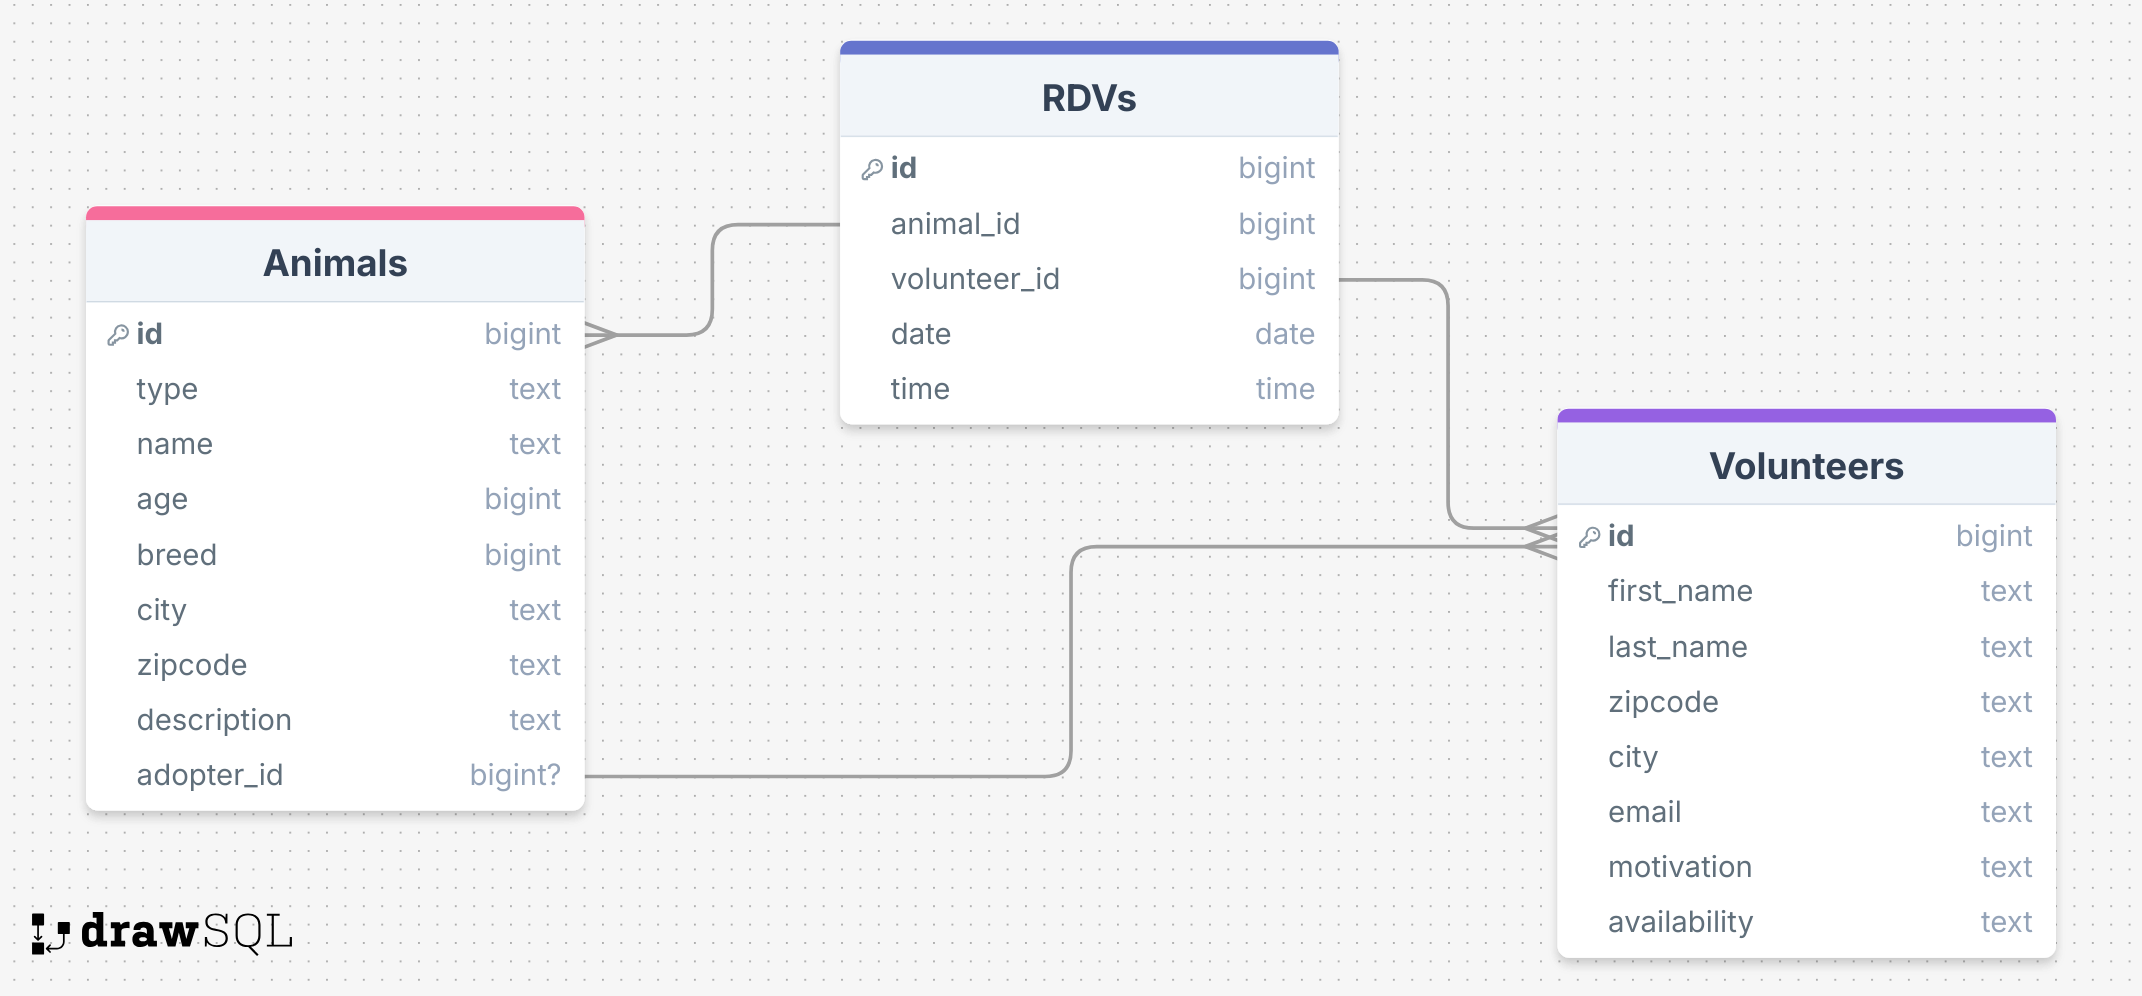 RDVs
id bigint
animal_id bigint
volunteer_id bigint
date date
time time
Animals
id bigint
type text
name text
age bigint
breed bigint
city text
zipcode text
description text
adopter_id bigint?
Volunteers
id bigint
first_name text
last_name text
zipcode text
city text
email text
motivation text
availability text
drawSQL